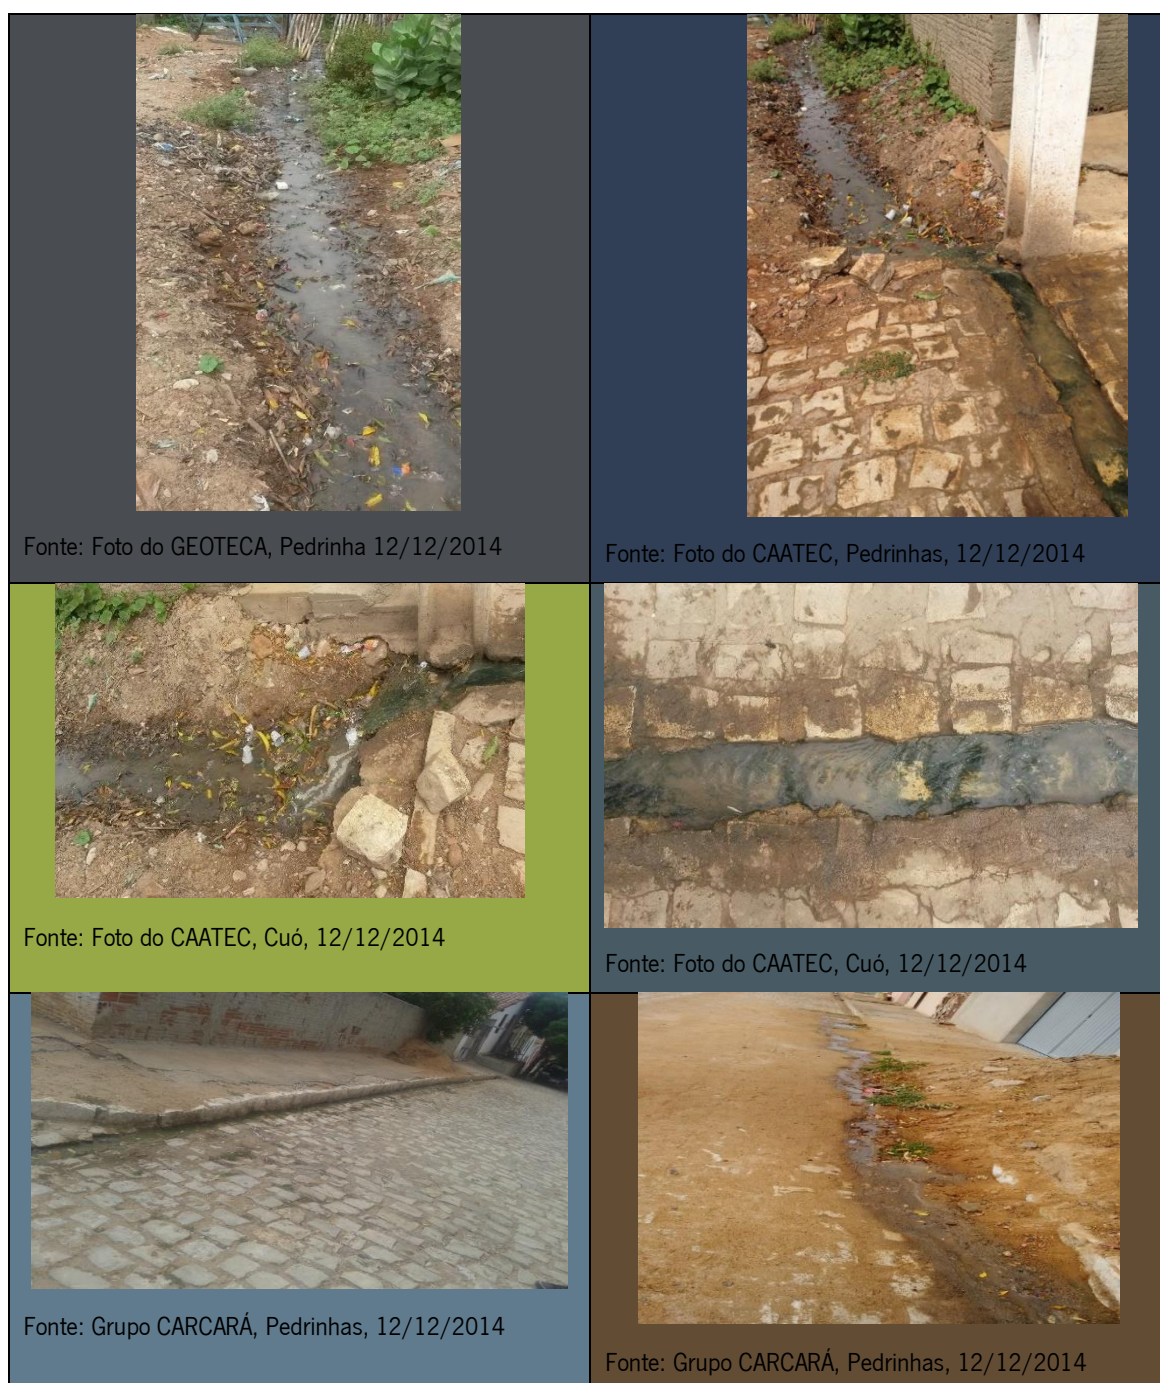 Fonte: Foto do GEOTECA, Pedrinha 12/12/2014
Fonte: Foto do CAATEC, Pedrinhas, 12/12/2014
Fonte: Foto do CAATEC, Cuó, 12/12/2014
Fonte: Foto do CAATEC, Cuó, 12/12/2014
Fonte: Grupo CARCARÁ, Pedrinhas, 12/12/2014
Fonte: Grupo CARCARÁ, Pedrinhas, 12/12/2014